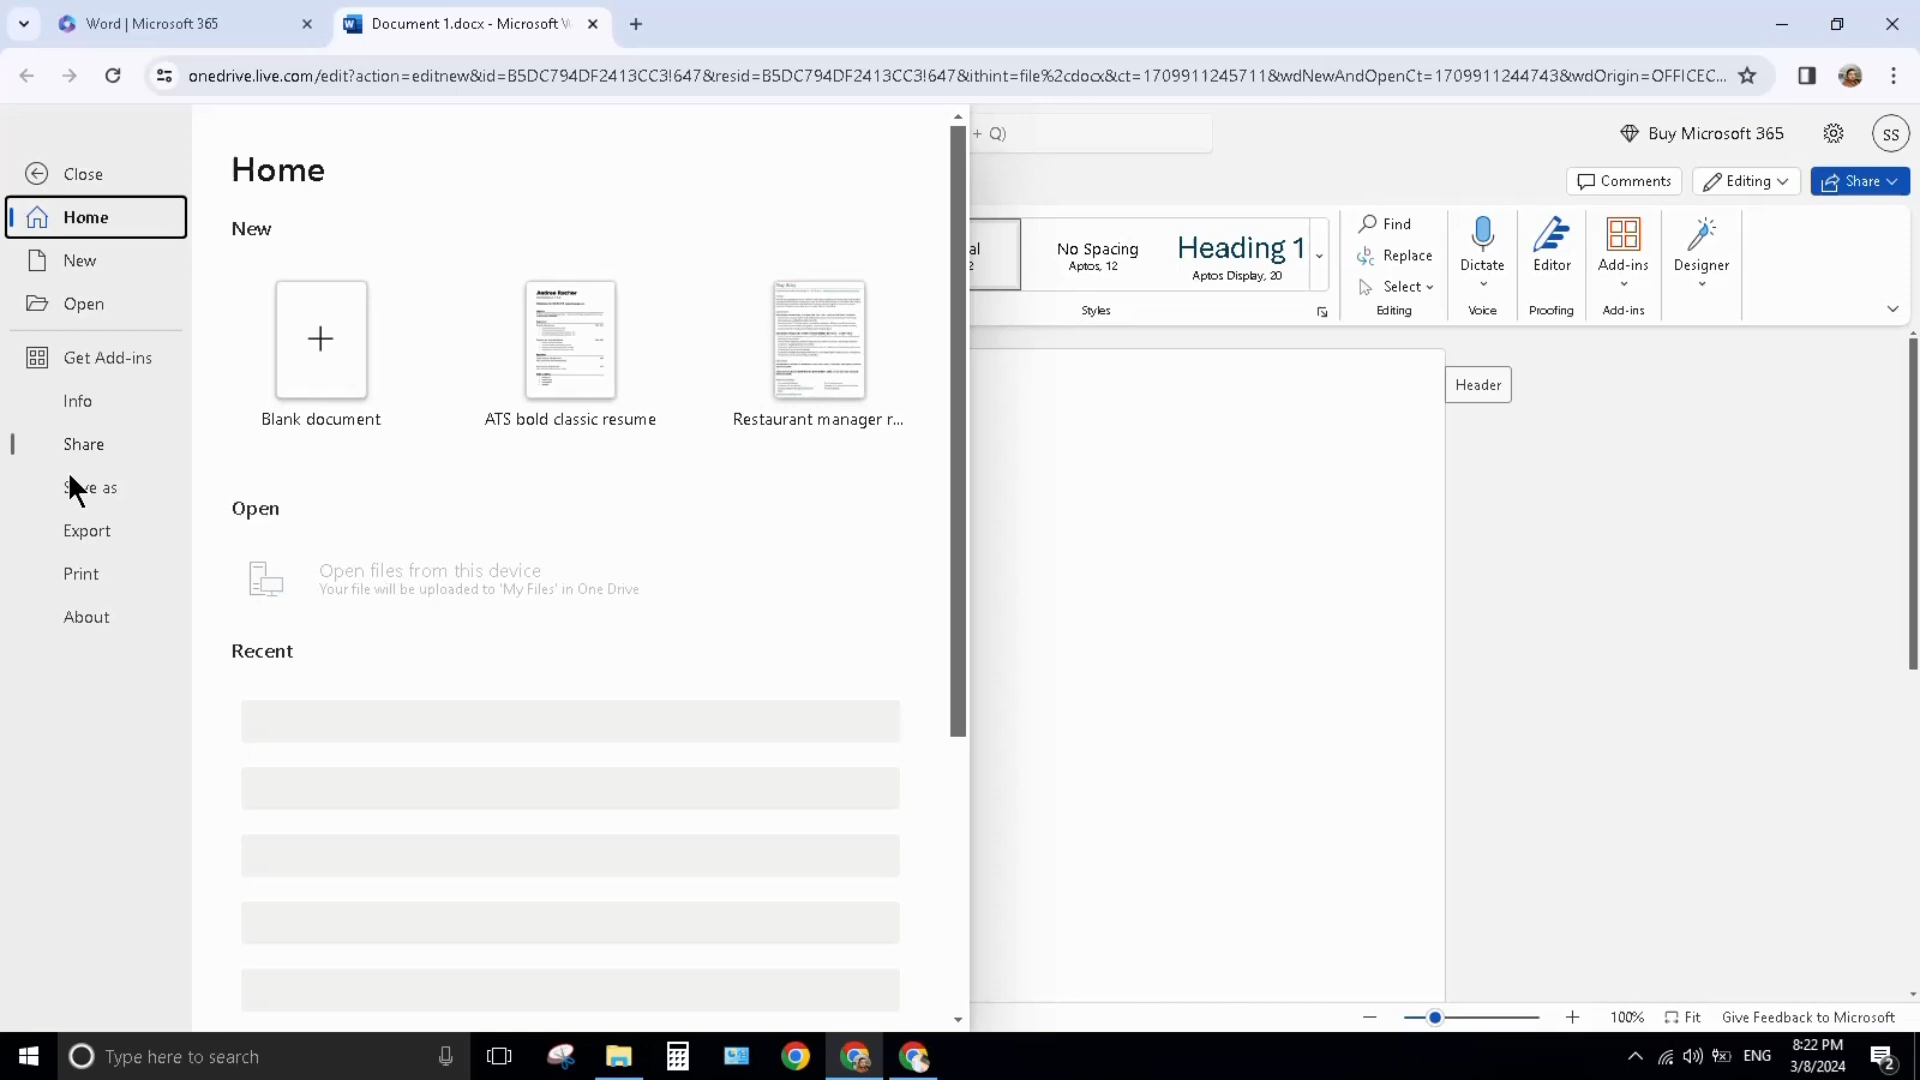 Word | Microsoft 365
Document 1.docx - Microsoft
onedrive.live.com/edit?action=editnew&id=B5DC794DF2413CC3!647&resid=B5DC794DF2413CC3!647&ithint=file%2cdocx&ct=1709911245711&wdNewAndOpenCt=1709911244743&wdOrigin=OFFICEC...
+ Q)
Buy Microsoft 365
SS
Close
Home
New
Open
Get Add-ins
Info
Share
Save as
Export
Print
About
Home
New
Blank document
ATS bold classic resume
Restaurant manager r...
Open
Open files from this device
Your file will be uploaded to 'My Files' in One Drive
Recent
Comments
Editing
Share
al
2
No Spacing
Aptos, 12
Heading 1
Aptos Display, 20
Styles
Find
Replace
Select
Editing
Dictate
Voice
Editor
Proofing
Add-ins
Add-ins
Designer
Header
100%
Fit
Give Feedback to Microsoft
Type here to search
ENG
8:22 PM
3/8/2024
2